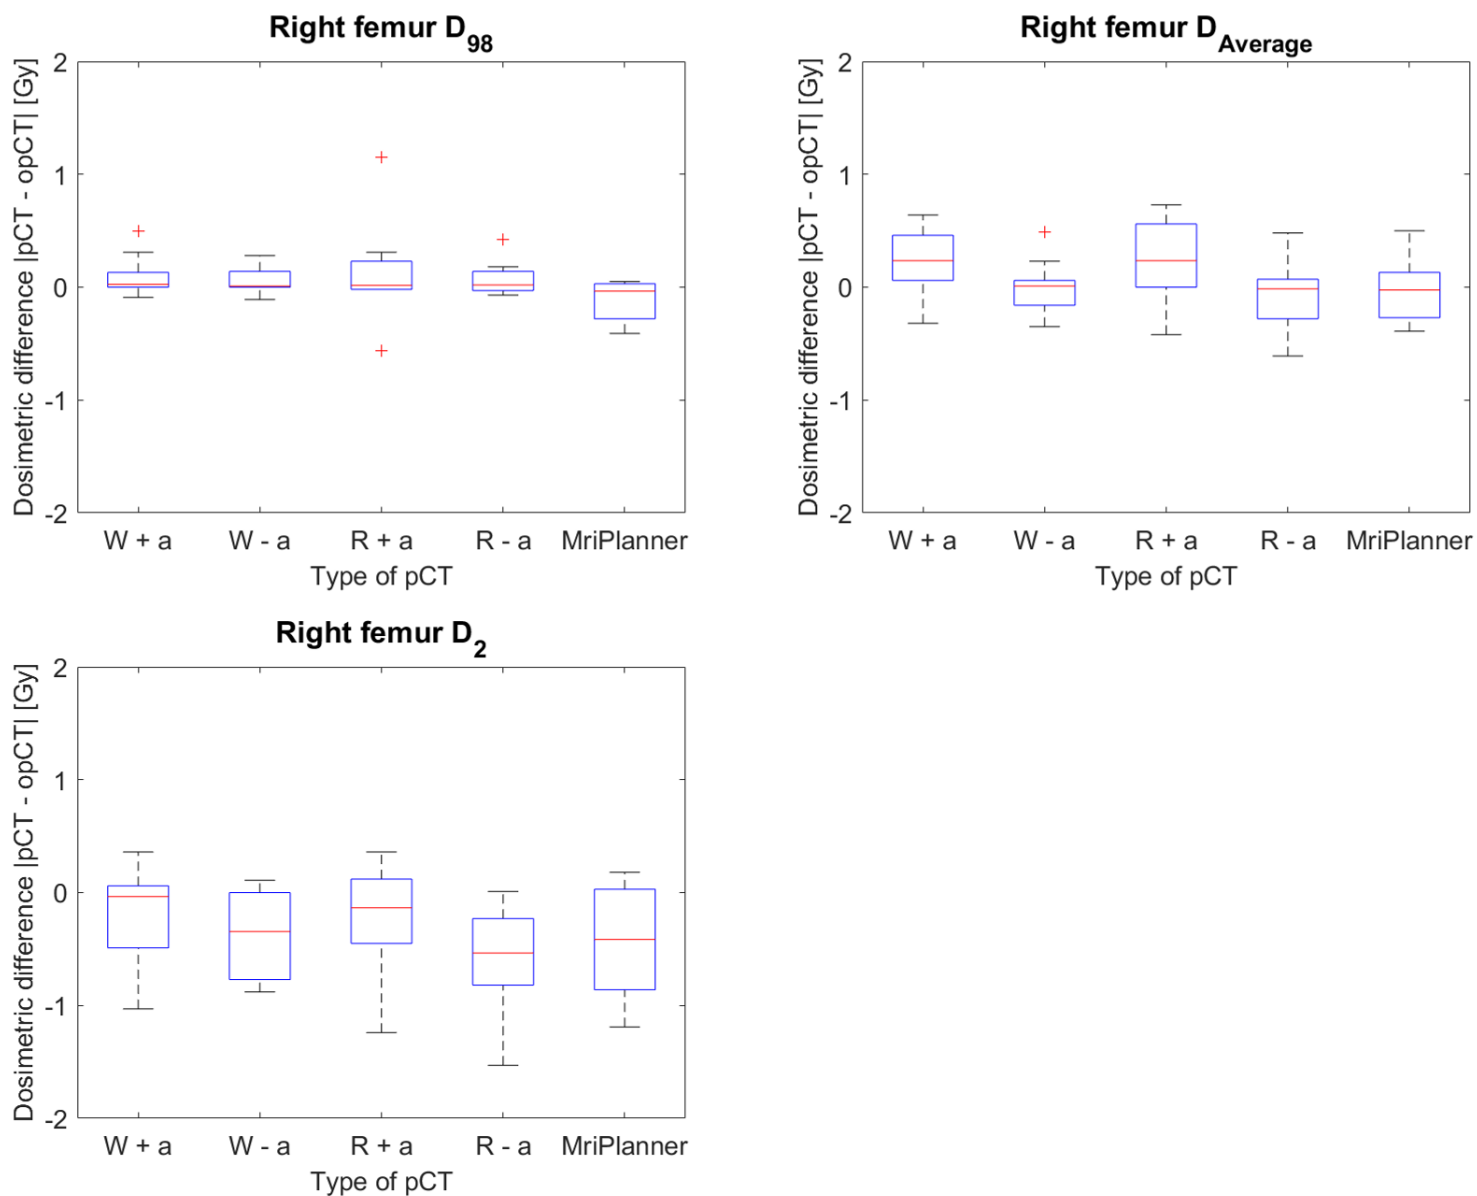 Right femur D98
Dosimetric difference |pCT - opCT| [Gy]
2
1
0
-1
-2
W + a W - a R + a R - a MriPlanner
Type of pCT
Right femur DAverage
Dosimetric difference |pCT - opCT| [Gy]
2
1
0
-1
-2
W + a W - a R + a R - a MriPlanner
Type of pCT
Right femur D2
Dosimetric difference |pCT - opCT| [Gy]
2
1
0
-1
-2
W + a W - a R + a R - a MriPlanner
Type of pCT